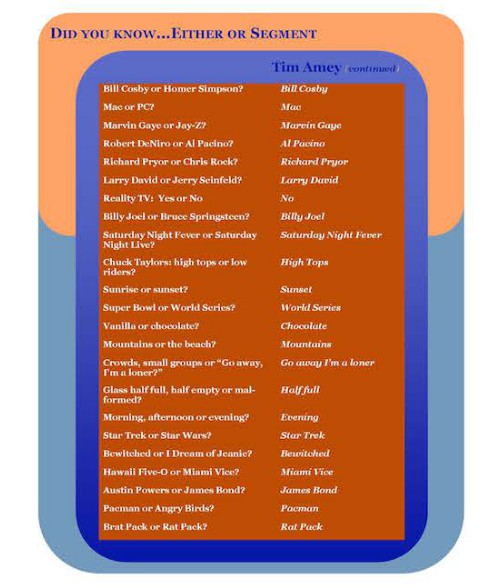 DID YOU KNOW...EITHER OR SEGMENT
Tim Amey (continued)
Bill Cosby or Homer Simpson? Bill Cosby
Mac or PC? Mac
Marvin Gaye or Jay-Z? Marvin Gaye
Robert DeNiro or Al Pacino? Al Pacino
Richard Pryor or Chris Rock? Richard Pryor
Larry David or Jerry Seinfeld? Larry David
Reality TV: Yes or No No
Billy Joel or Bruce Springsteen? Billy Joel
Saturday Night Fever or Saturday Saturday Night Fever
Night Live?
Chuck Taylors: high tops or low High Tops
riders?
Sunrise or sunset? Sunset
Super Bowl or World Series? World Series
Vanilla or chocolate? Chocolate
Mountains or the beach? Mountains
Crowds, small groups or "Go away, Go away I'm a loner
I'm a loner?"
Glass half full, half empty or mal- Half full
formed?
Morning, afternoon or evening? Evening
Star Trek or Star Wars? Star Trek
Bewitched or I Dream of Jeanie? Bewitched
Hawaii Five-O or Miami Vice? Miami Vice
Austin Powers or James Bond? James Bond
Pacman or Angry Birds? Pacman
Brat Pack or Rat Pack? Rat Pack